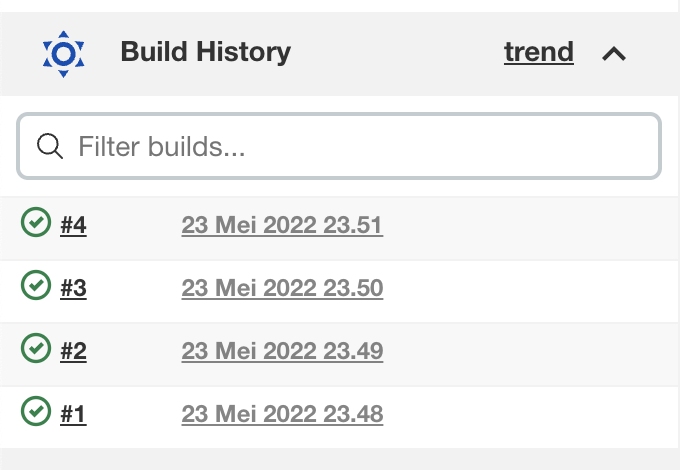 Build History trend
Filter builds...
#4 23 Mei 2022 23.51
#3 23 Mei 2022 23.50
#2 23 Mei 2022 23.49
#1 23 Mei 2022 23.48